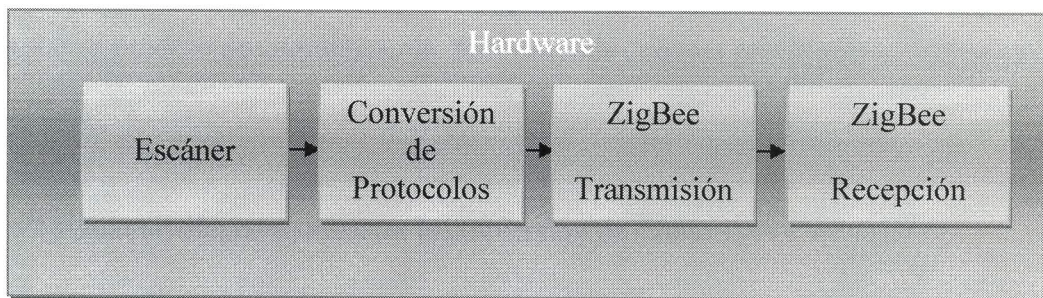 Hardware
Escáner
Conversión
de
Protocolos
ZigBee
Transmisión
ZigBee
Recepción